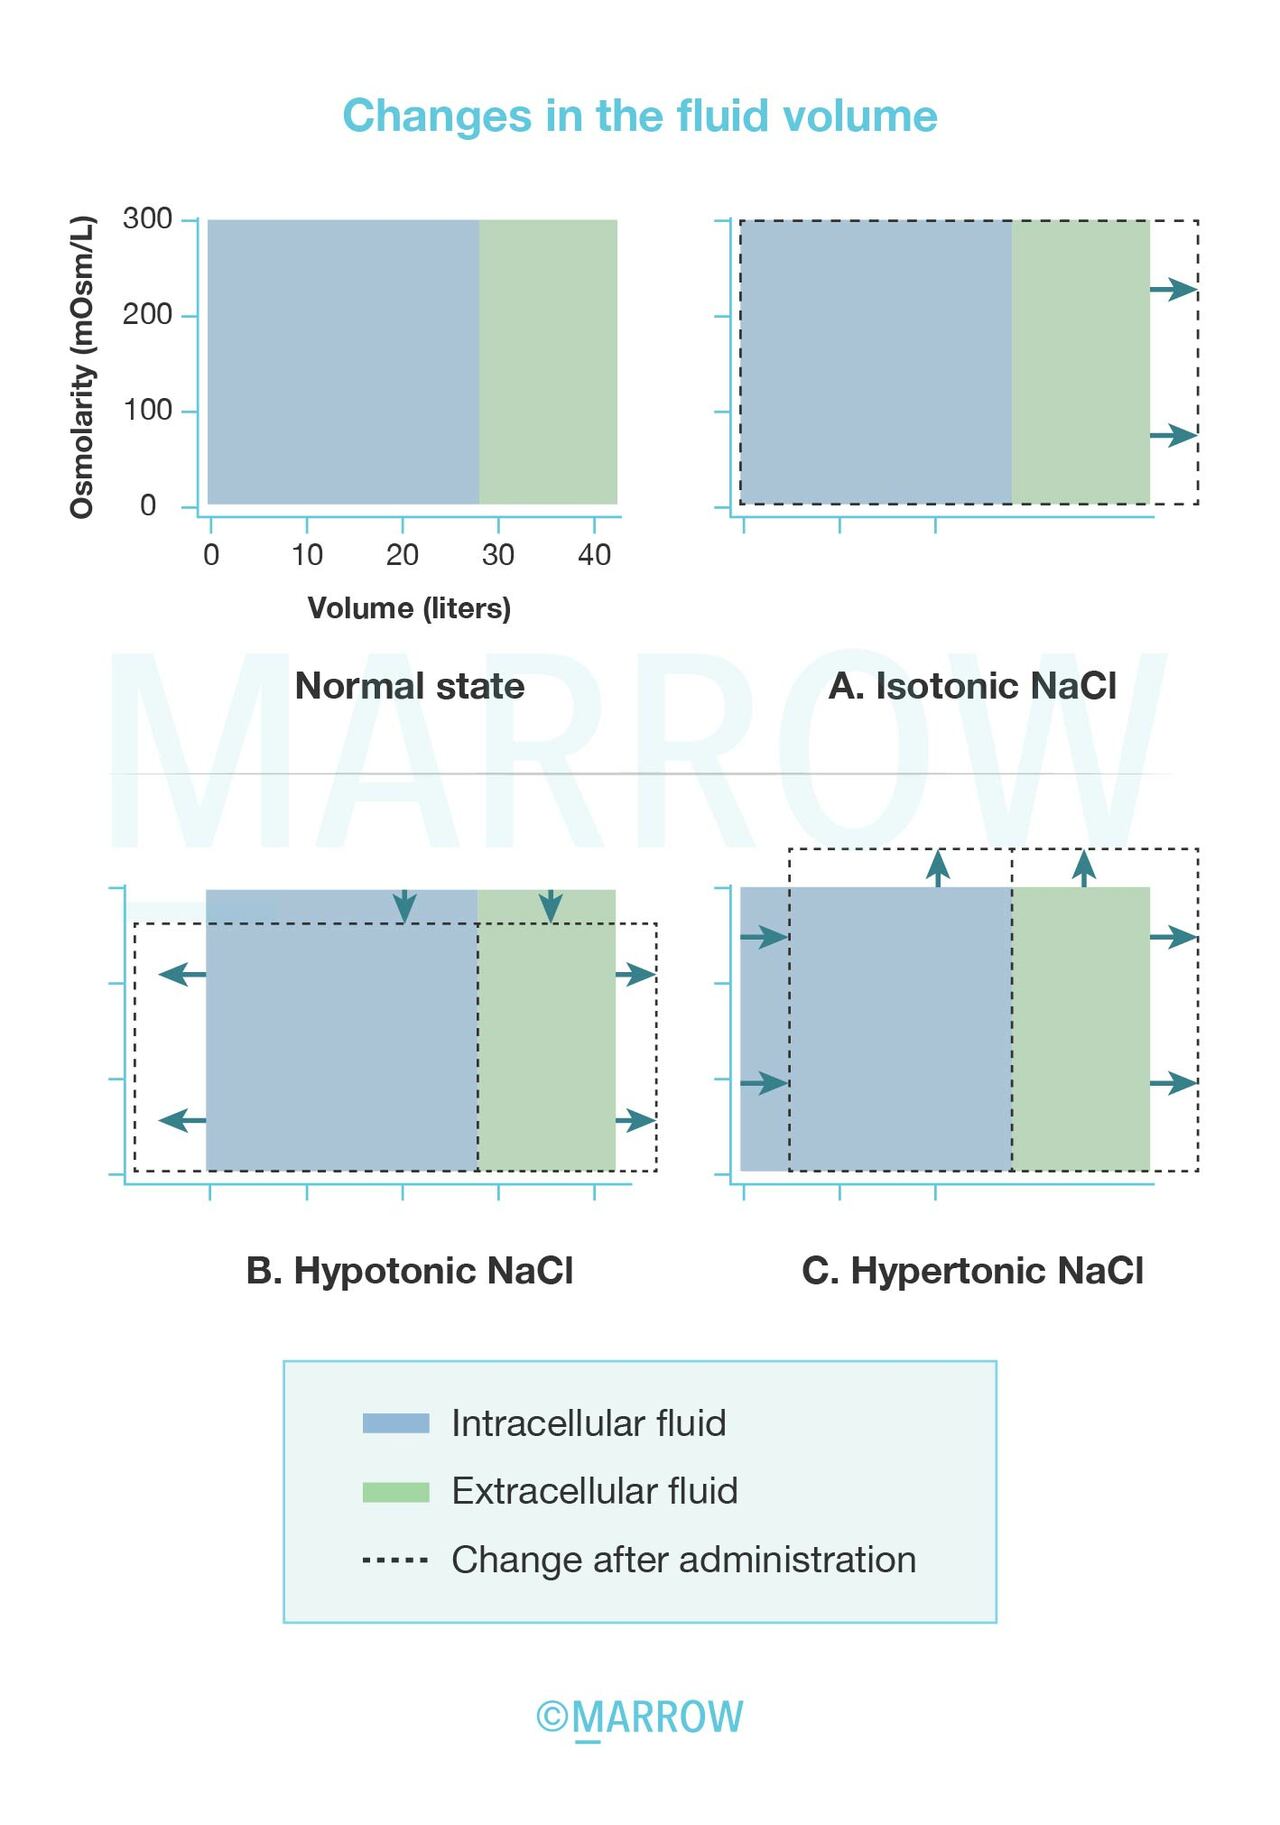 Changes in the fluid volume
Osmolarity (mOsm/L)
300
200
100
0
0 10 20 30 40
Volume (liters)
Normal state
A. Isotonic NaCl
MARROW
B. Hypotonic NaCl
C. Hypertonic NaCl
Intracellular fluid
Extracellular fluid
Change after administration
©MARROW